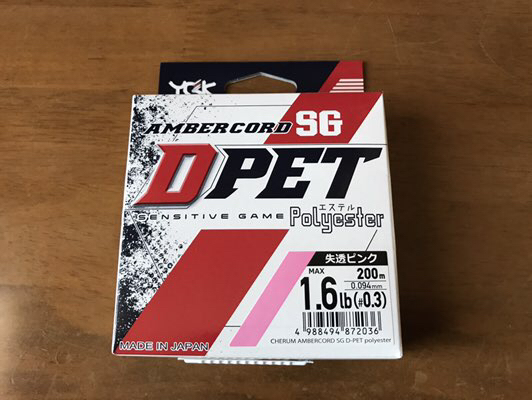 YGK
AMBERCORD SG
D PET
SENSITIVE GAME
エステル
Polyester
失透ピンク
MAX 200m
0.094mm
1.6lb(#0.3)
4 988494 872036
MADE IN JAPAN
CHERUM AMBERCORD SG D-PET polyester